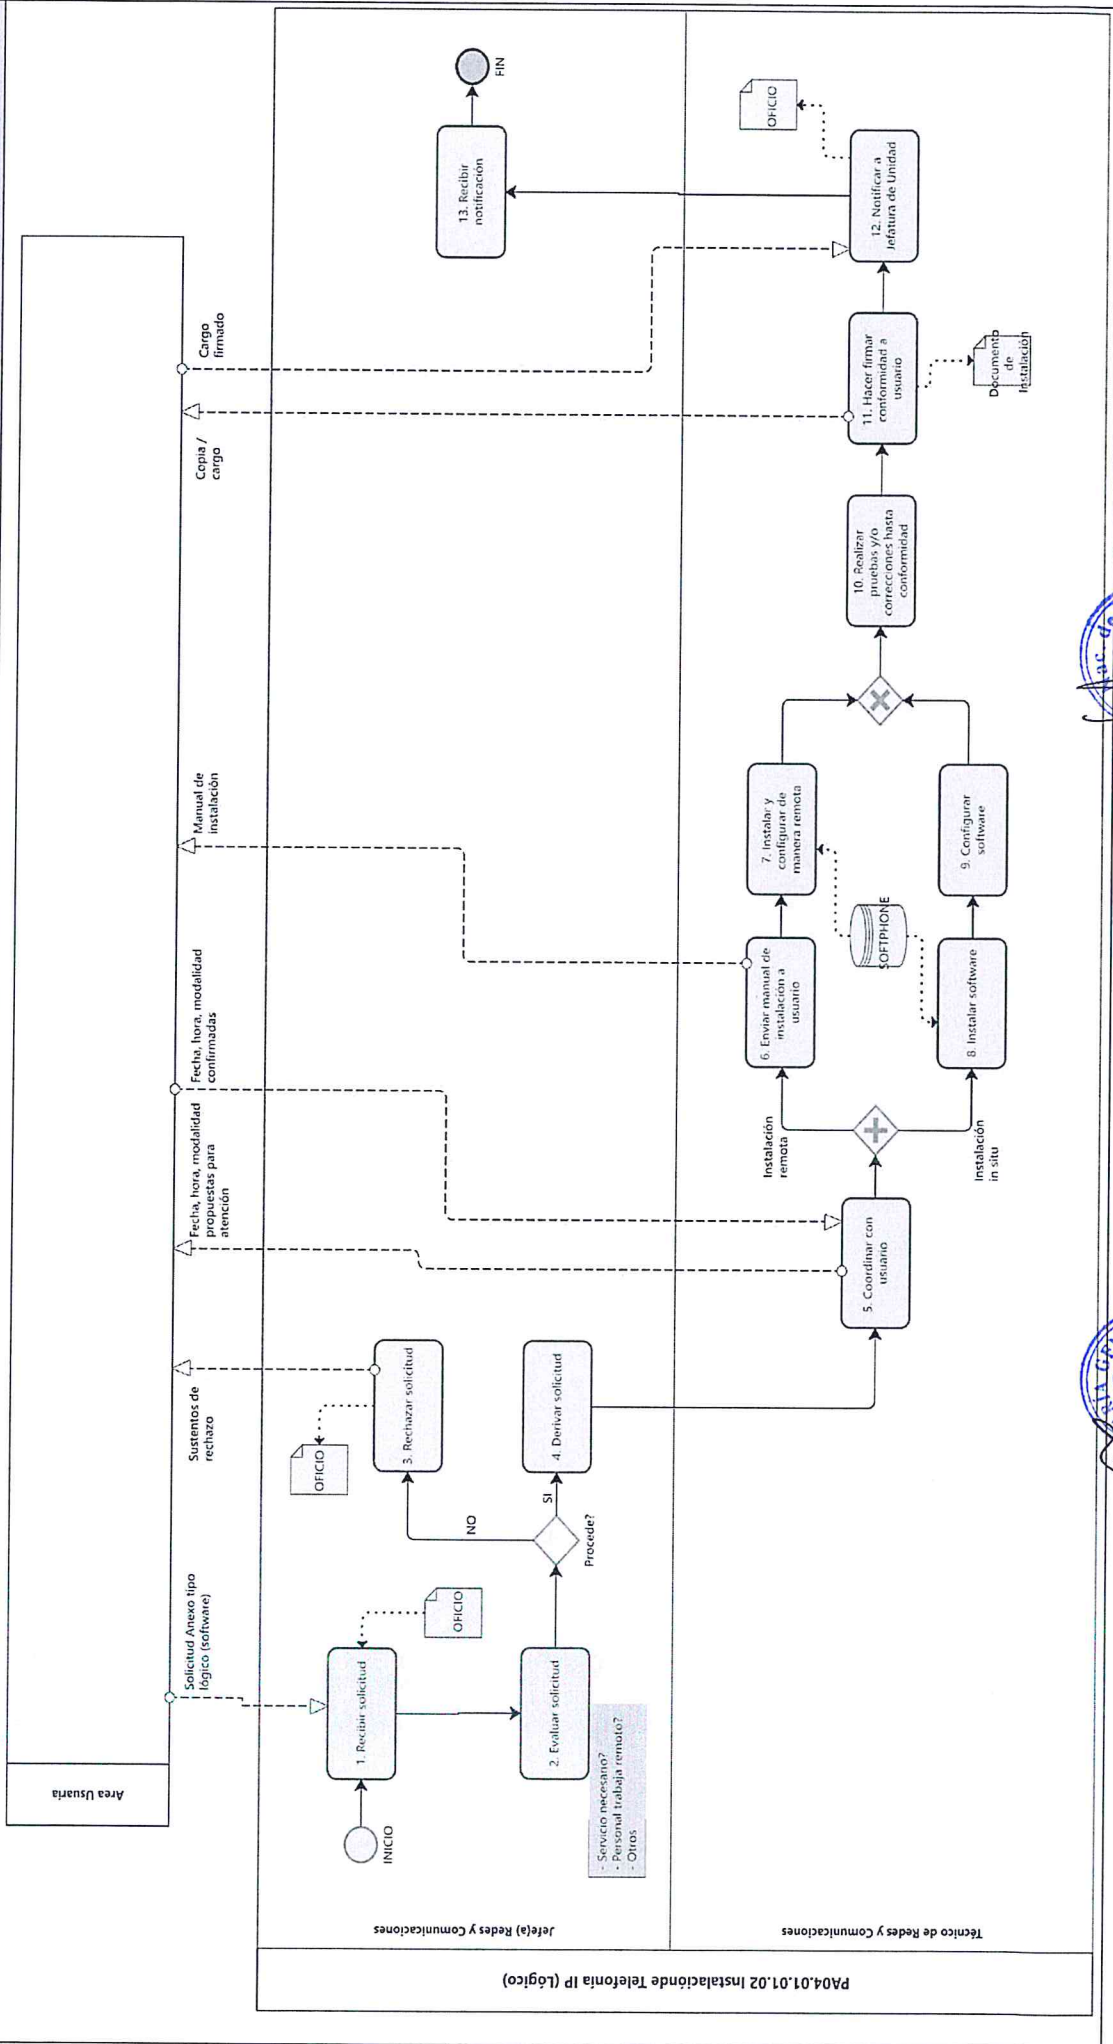 PA04.01.01.02 Instalaciónde Telefonía IP (Lógico)
Area Usuaria
Jefe(a) Redes y Comunicaciones
Técnico de Redes y Comunicaciones
Solicitud Anexo tipo
lógico (software)
Sustentos de
rechazo
Fecha, hora, modalidad
propuestas para
atención
Fecha, hora, modalidad
confirmadas
Manual de
instalación
Copia /
cargo
Cargo
firmado
INICIO
1. Recibir solicitud
OFICIO
2. Evaluar solicitud
- Servicio necesario?
- Personal trabaja remoto?
- Otros
Procede?
NO
SI
3. Rechazar solicitud
OFICIO
4. Derivar solicitud
13. Recibir
notificación
FIN
5. Coordinar con
usuario
Instalación
remota
Instalación
in situ
6. Enviar manual de
instalación a
usuario
7. Instalar y
configurar de
manera remota
SOFTPHONE
8. Instalar software
9. Configurar
software
10. Realizar
pruebas y/o
correcciones hasta
conformidad
11. Hacer firmar
conformidad a
usuario
Documento
de
Instalación
12. Notificar a
Jefatura de Unidad
OFICIO